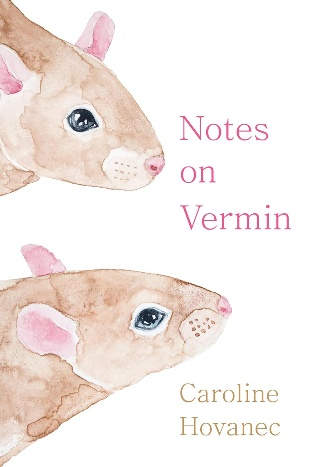 Notes
on
Vermin
Caroline
Hovanec